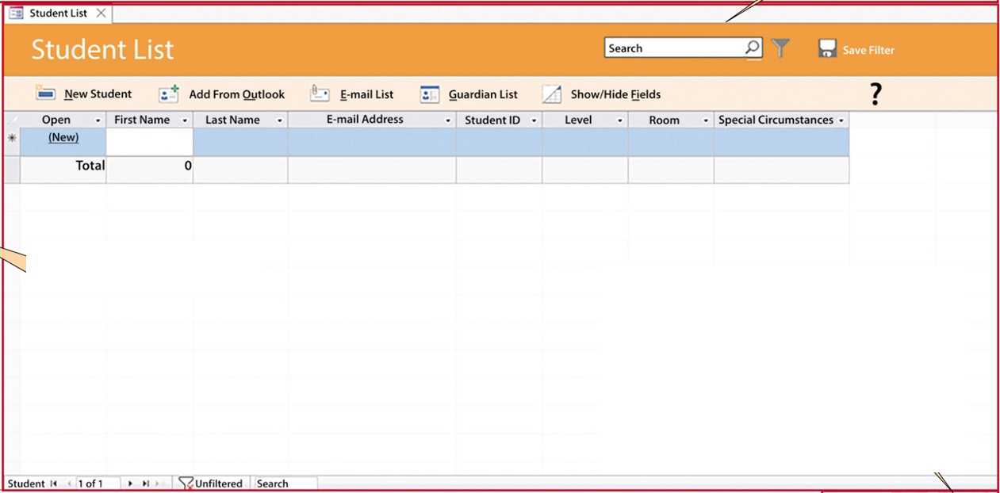 Student List
Student List
Search
Save Filter
New Student Add From Outlook E-mail List Guardian List Show/Hide Fields ?
Open First Name Last Name E-mail Address Student ID Level Room Special Circumstances
(New)
Total 0
Student 1 of 1 Unfiltered Search